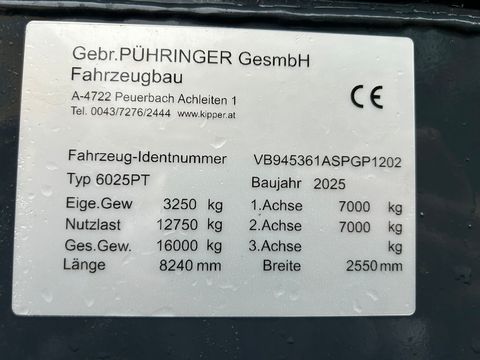 Gebr.PÜHRINGER GesmbH
Fahrzeugbau
A-4722 Peuerbach Achleiten 1
Tel. 0043/7276/2444 www.kipper.at
CE
Fahrzeug-Identnummer VB945361ASPGP1202
Typ 6025PT Baujahr 2025
Eige.Gew 3250 kg 1.Achse 7000 kg
Nutzlast 12750 kg 2.Achse 7000 kg
Ges.Gew. 16000 kg 3.Achse kg
Länge 8240 mm Breite 2550 mm